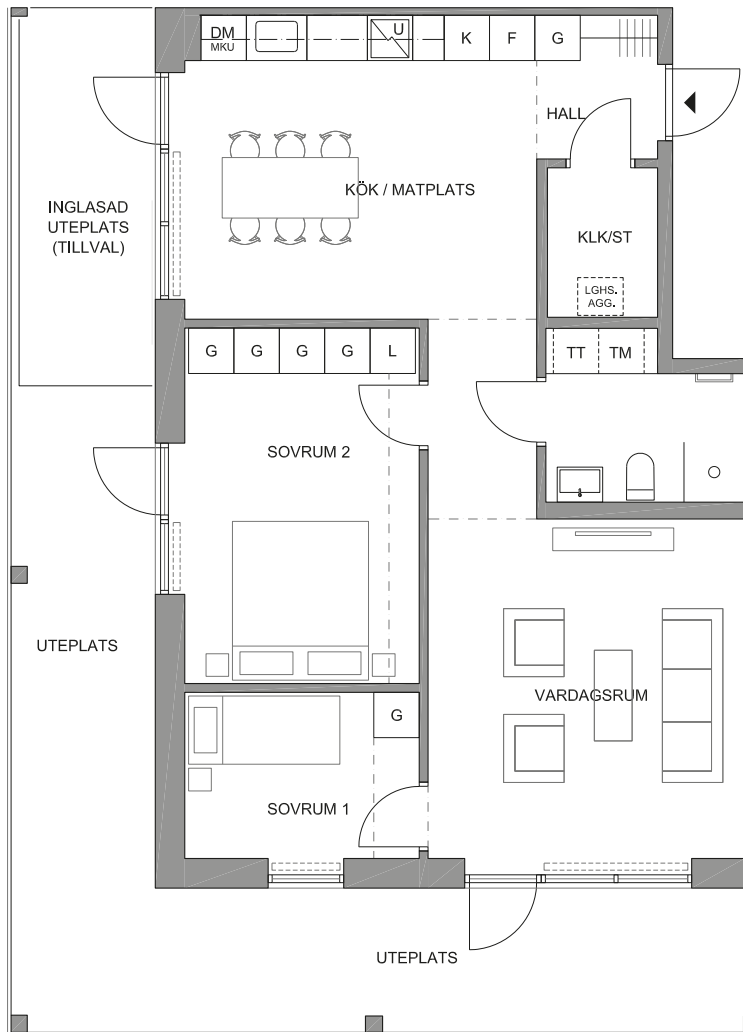 DM
MKU
U
K
F
G
HALL
KÖK / MATPLATS
INGLASAD
UTEPLATS
(TILLVAL)
KLK/ST
LGHS.
AGG.
G
G
G
G
L
TT
TM
SOVRUM 2
UTEPLATS
VARDAGSRUM
G
SOVRUM 1
UTEPLATS